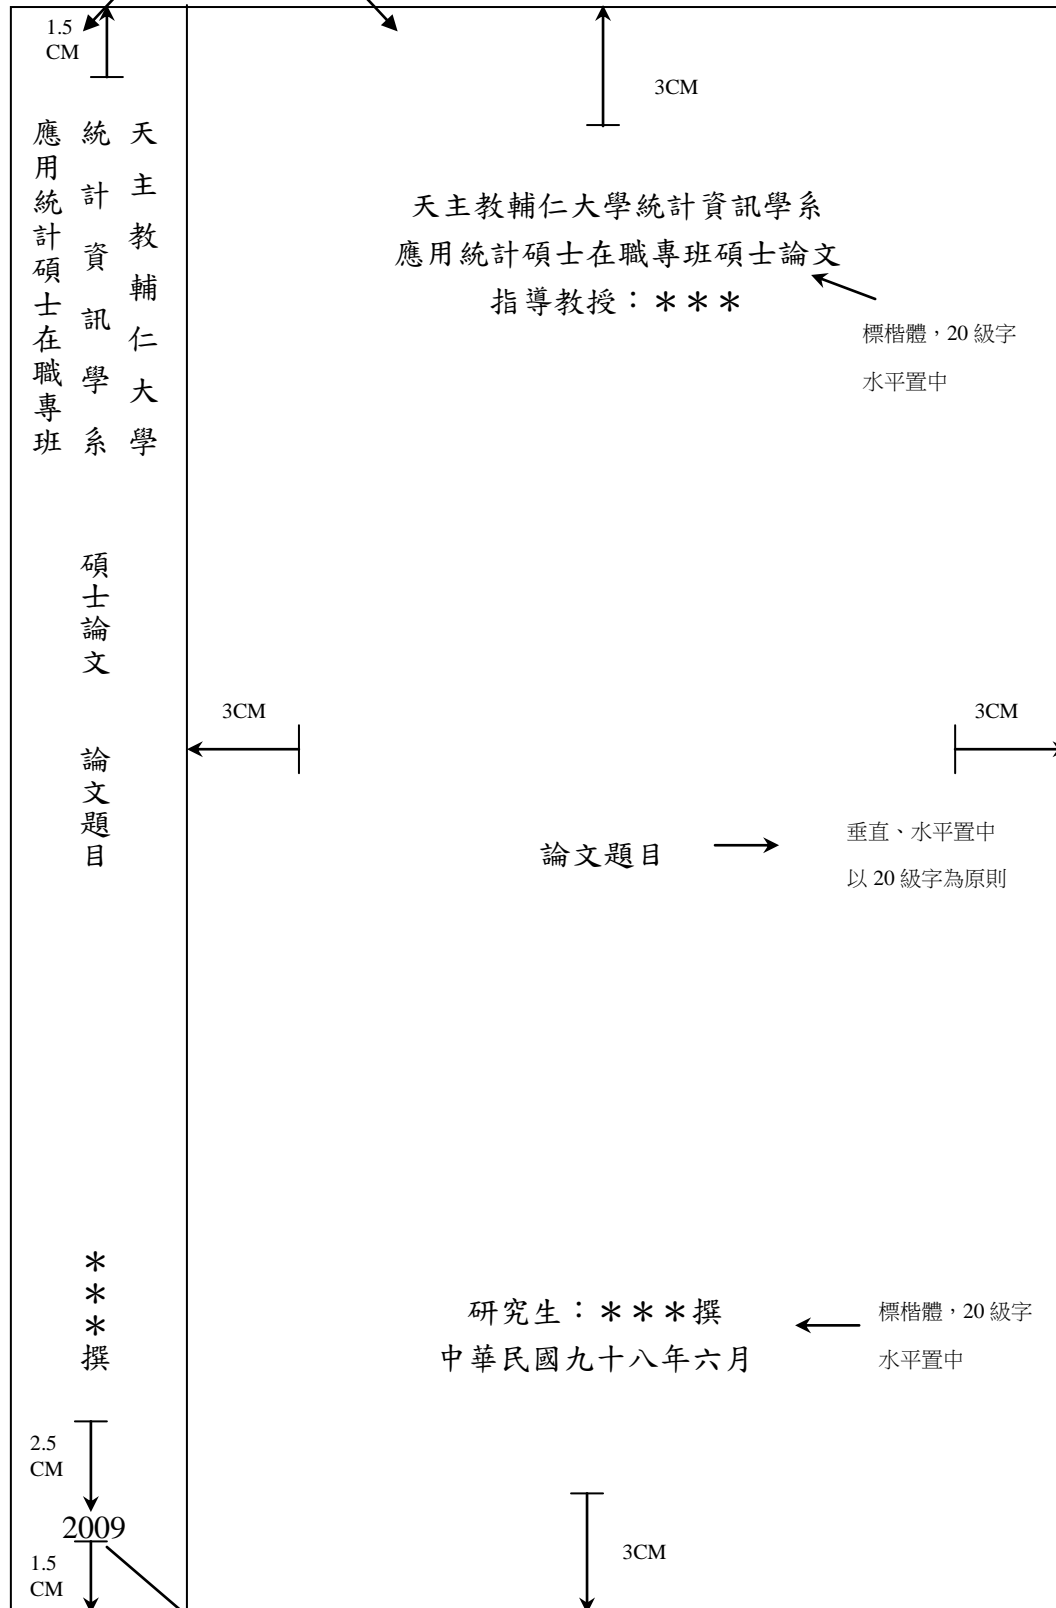 1.5
CM
天主教輔仁大學
統計資訊學系
應用統計碩士在職專班
碩士論文
論文題目
＊＊＊撰
2.5
CM
2009
1.5
CM
3CM
天主教輔仁大學統計資訊學系
應用統計碩士在職專班碩士論文
指導教授：＊＊＊
標楷體，20 級字
水平置中
3CM
3CM
論文題目
垂直、水平置中
以 20 級字為原則
研究生：＊＊＊撰
中華民國九十八年六月
標楷體，20 級字
水平置中
3CM